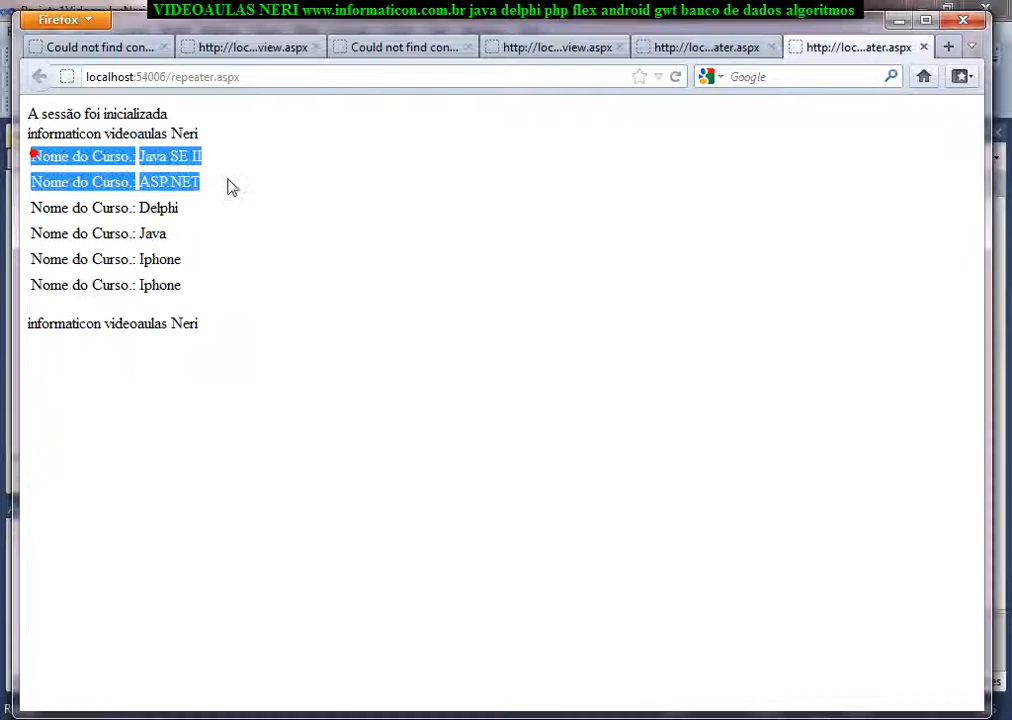 VIDEOAULAS NERI www.informaticon.com.br java delphi php flex android gwt banco de dados algoritmos
Firefox
Could not find con...
http://loc...view.aspx
Could not find con...
http://loc...view.aspx
http://loc...ater.aspx
http://loc...ater.aspx
localhost:54006/repeater.aspx
Google
A sessão foi inicializada
informaticon videoaulas Neri
Nome do Curso.: Java SE II
Nome do Curso.: ASP.NET
Nome do Curso.: Delphi
Nome do Curso.: Java
Nome do Curso.: Iphone
Nome do Curso.: Iphone
informaticon videoaulas Neri